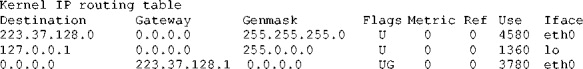 Kernel IP routing table
Destination Gateway Genmask Flags Metric Ref Use Iface
223.37.128.0 0.0.0.0 255.255.255.0 U 0 0 4580 eth0
127.0.0.1 0.0.0.0 255.0.0.0 U 0 0 1360 lo
0.0.0.0 223.37.128.1 0.0.0.0 UG 0 0 3780 eth0